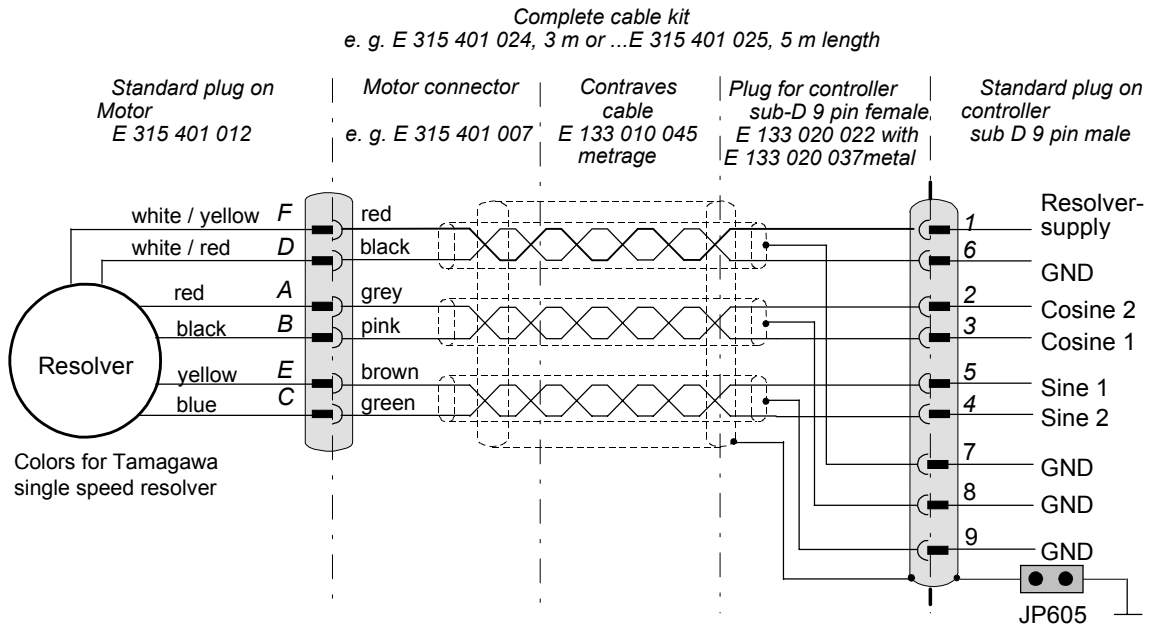 Complete cable kit
e. g. E 315 401 024, 3 m or ...E 315 401 025, 5 m length
Standard plug on
Motor
E 315 401 012
Motor connector
e. g. E 315 401 007
Contraves
cable
E 133 010 045
metrage
Plug for controller
sub-D 9 pin female
E 133 020 022 with
E 133 020 037metal
Standard plug on
controller
sub D 9 pin male
white / yellow F red
white / red D black
red A grey
black B pink
yellow E brown
blue C green
Resolver
Colors for Tamagawa
single speed resolver
1 Resolver-
supply
6 GND
2 Cosine 2
3 Cosine 1
5 Sine 1
4 Sine 2
7 GND
8 GND
9 GND
JP605